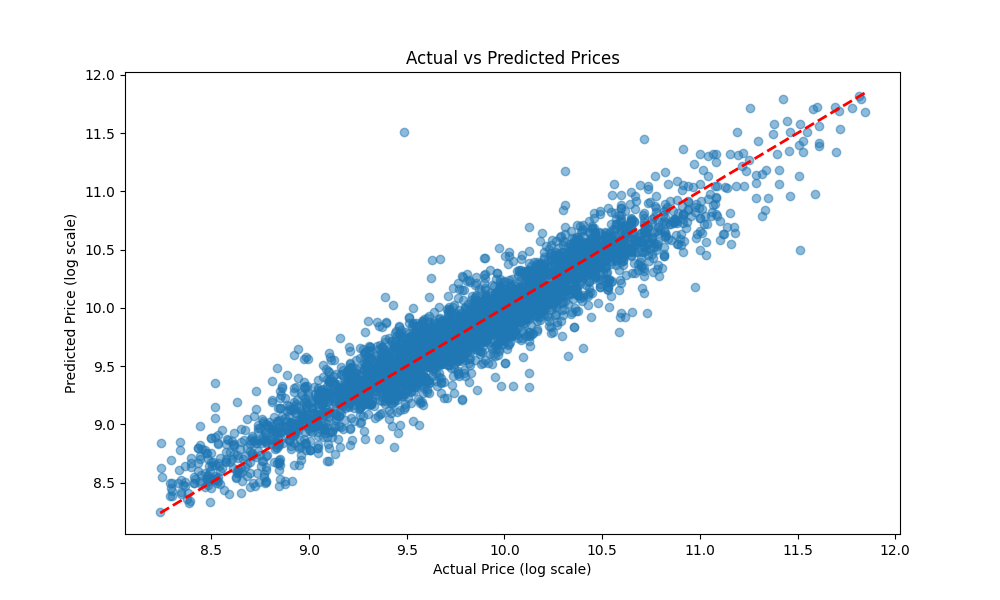 Actual vs Predicted Prices
12.0
11.5
11.0
10.5
10.0
9.5
9.0
8.5
Predicted Price (log scale)
8.5 9.0 9.5 10.0 10.5 11.0 11.5 12.0
Actual Price (log scale)